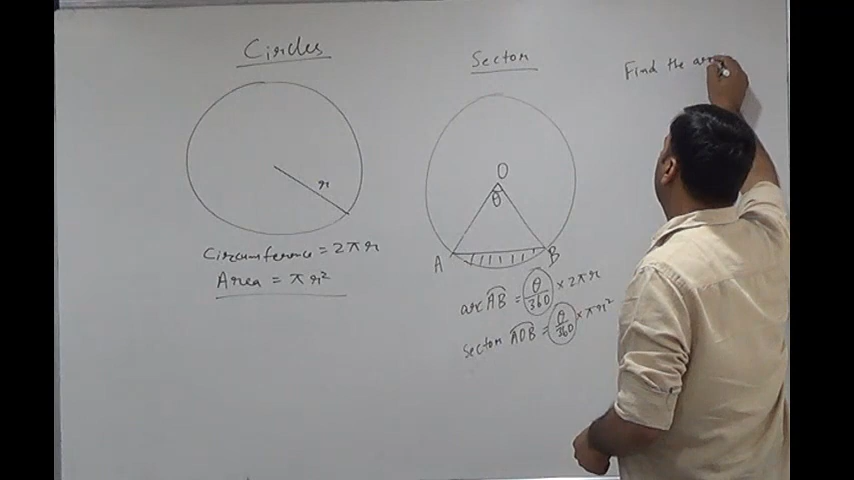 Circles
r
Circumference = 2πr
Area = πr²
Sector
O
θ
A
B
arc AB = θ/360 × 2πr
Sector AOB = θ/360 × πr²
Find the